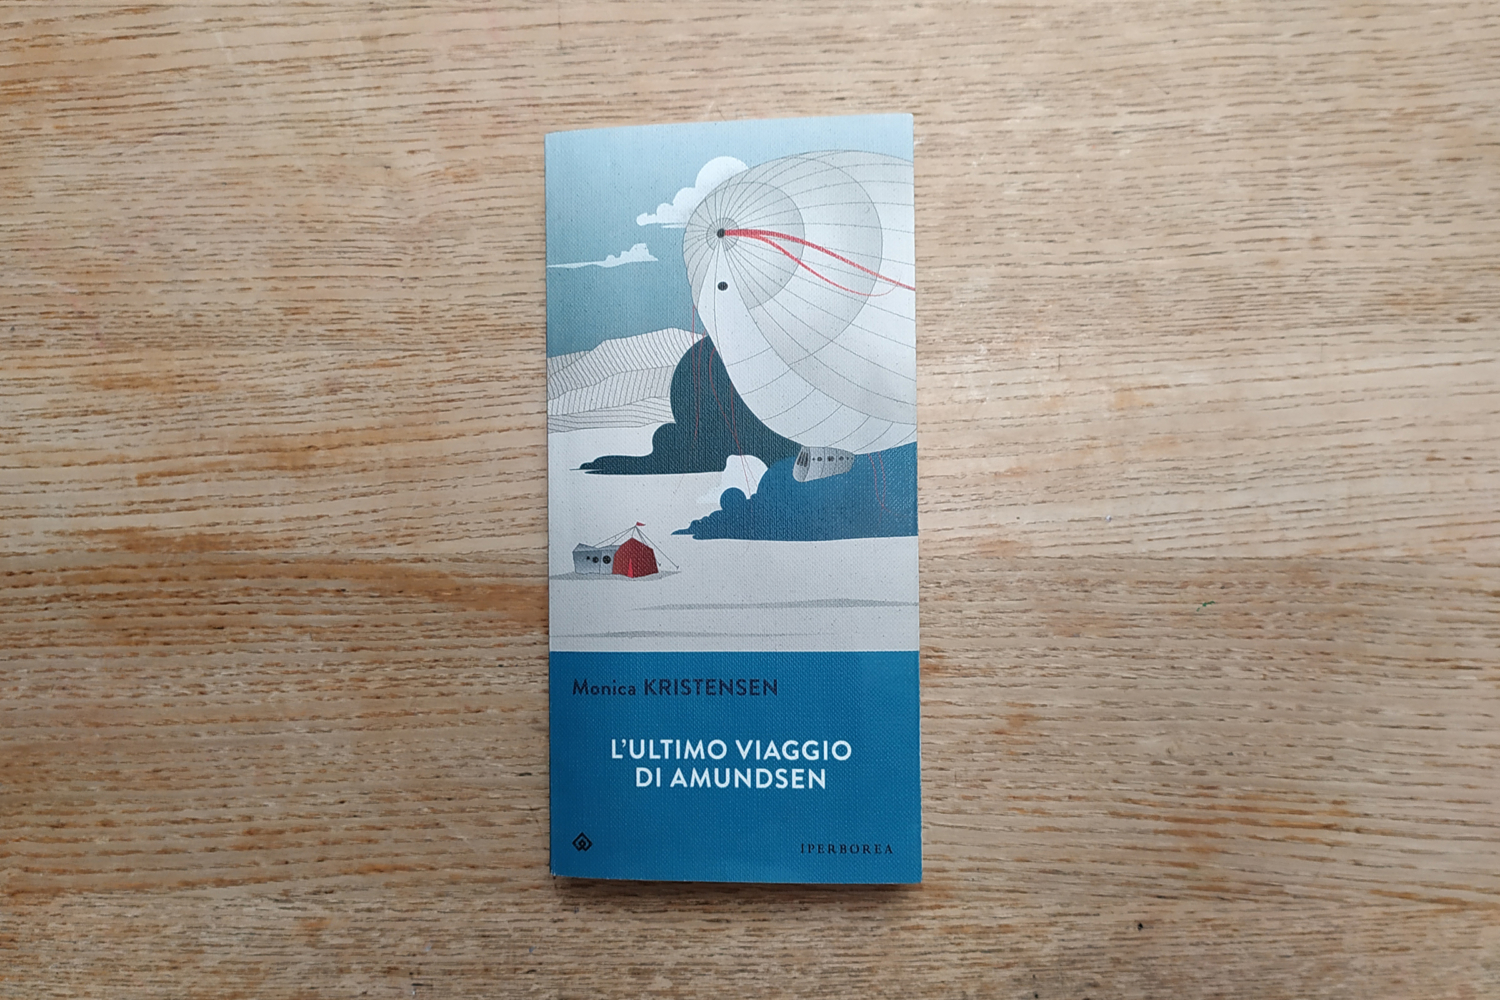 Monica KRISTENSEN
L'ULTIMO VIAGGIO
DI AMUNDSEN
IPERBOREA